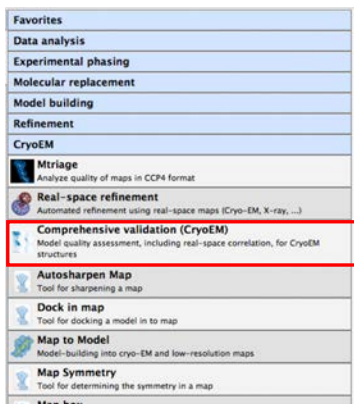 Favorites
Data analysis
Experimental phasing
Molecular replacement
Model building
Refinement
CryoEM
Mtriage
Analyze quality of maps in CCP4 format
Real-space refinement
Automated refinement using real-space maps (Cryo-EM, X-ray, ...)
Comprehensive validation (CryoEM)
Model quality assessment, including real-space correlation, for CryoEM
structures
Autosharpen Map
Tool for sharpening a map
Dock in map
Tool for docking a model in to map
Map to Model
Model-building into cryo-EM and low-resolution maps
Map Symmetry
Tool for determining the symmetry in a map
Map box